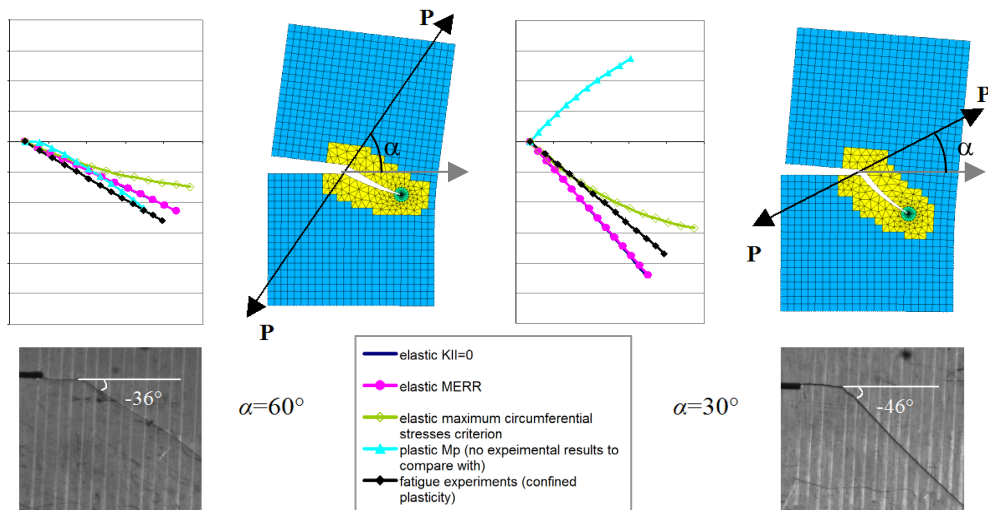 P
α
P
P
α
P
-36°
α=60°
elastic KII=0
elastic MERR
elastic maximum circumferential
stresses criterion
plastic Mp (no expeimental results to
compare with)
fatigue experiments (confined
plasticity)
α=30°
-46°